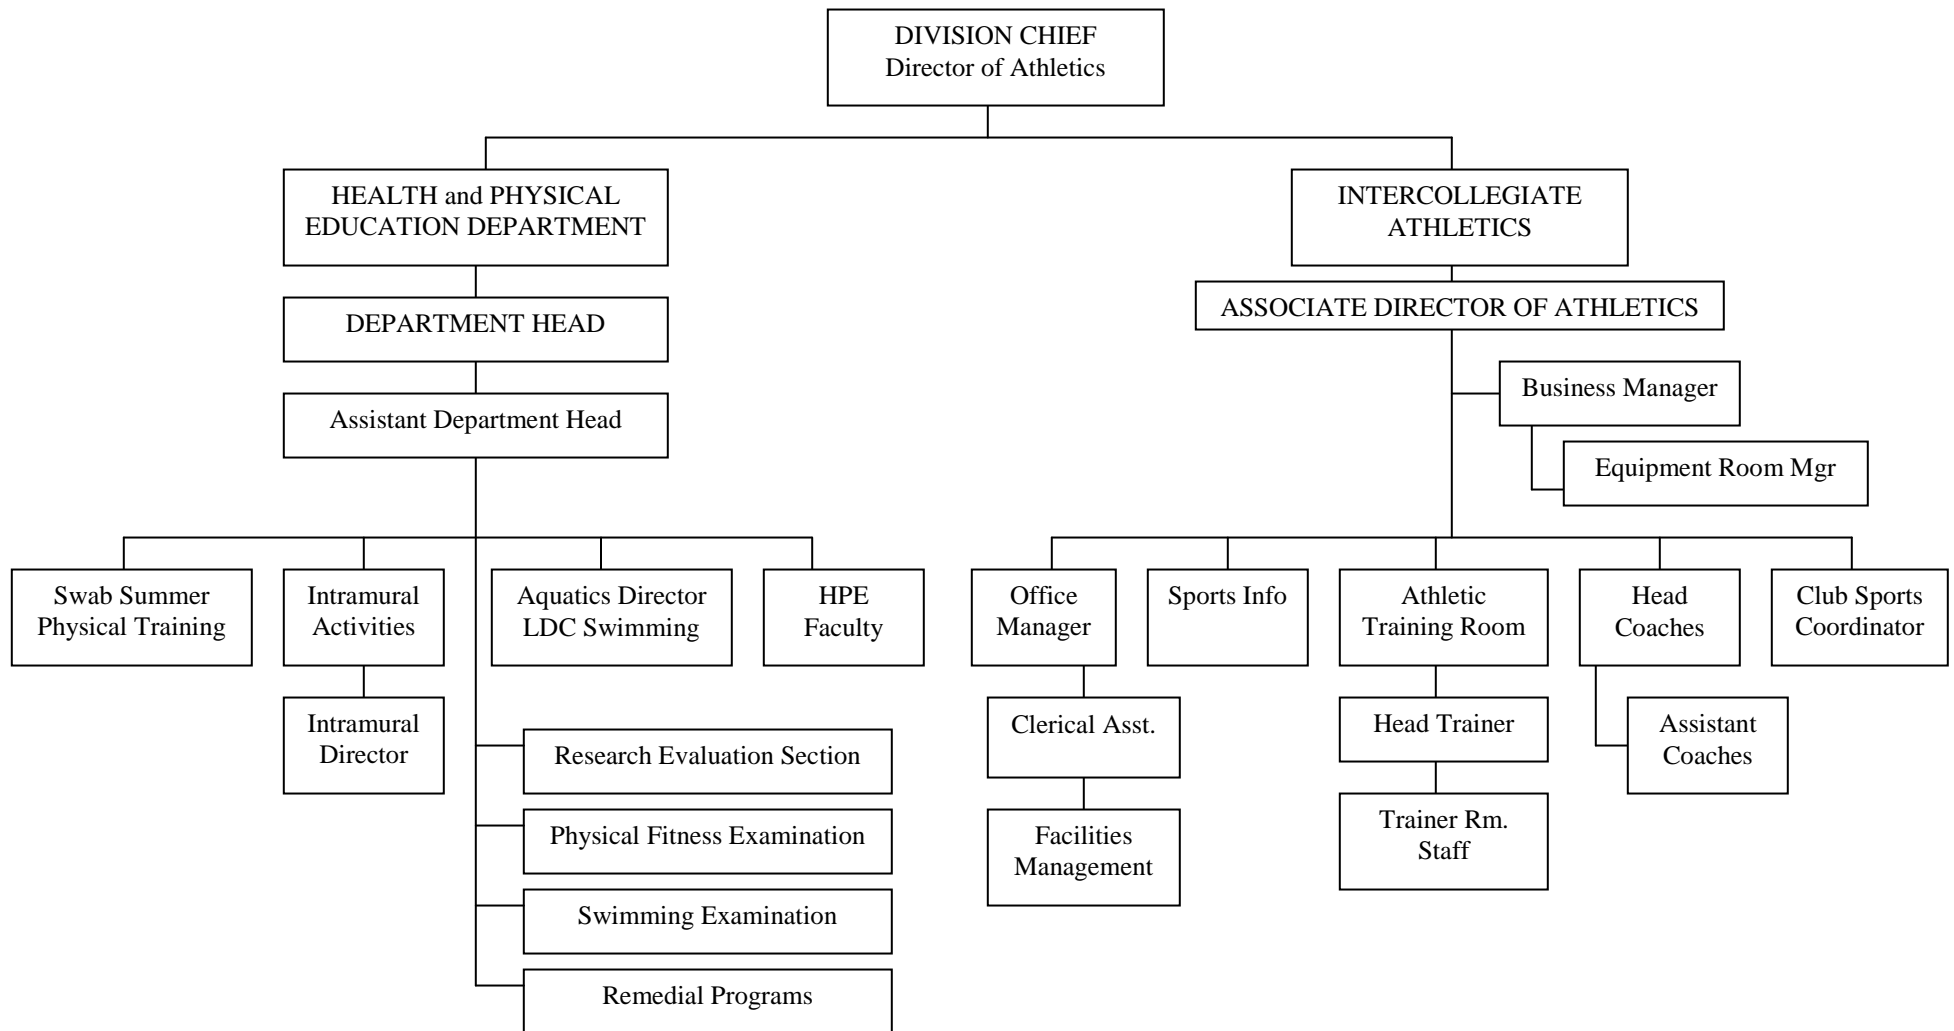 DIVISION CHIEF
Director of Athletics
HEALTH and PHYSICAL
EDUCATION DEPARTMENT
DEPARTMENT HEAD
Assistant Department Head
Swab Summer
Physical Training
Intramural
Activities
Intramural
Director
Aquatics Director
LDC Swimming
HPE
Faculty
Research Evaluation Section
Physical Fitness Examination
Swimming Examination
Remedial Programs
INTERCOLLEGIATE
ATHLETICS
ASSOCIATE DIRECTOR OF ATHLETICS
Business Manager
Equipment Room Mgr
Office
Manager
Clerical Asst.
Facilities
Management
Sports Info
Athletic
Training Room
Head Trainer
Trainer Rm.
Staff
Head
Coaches
Assistant
Coaches
Club Sports
Coordinator